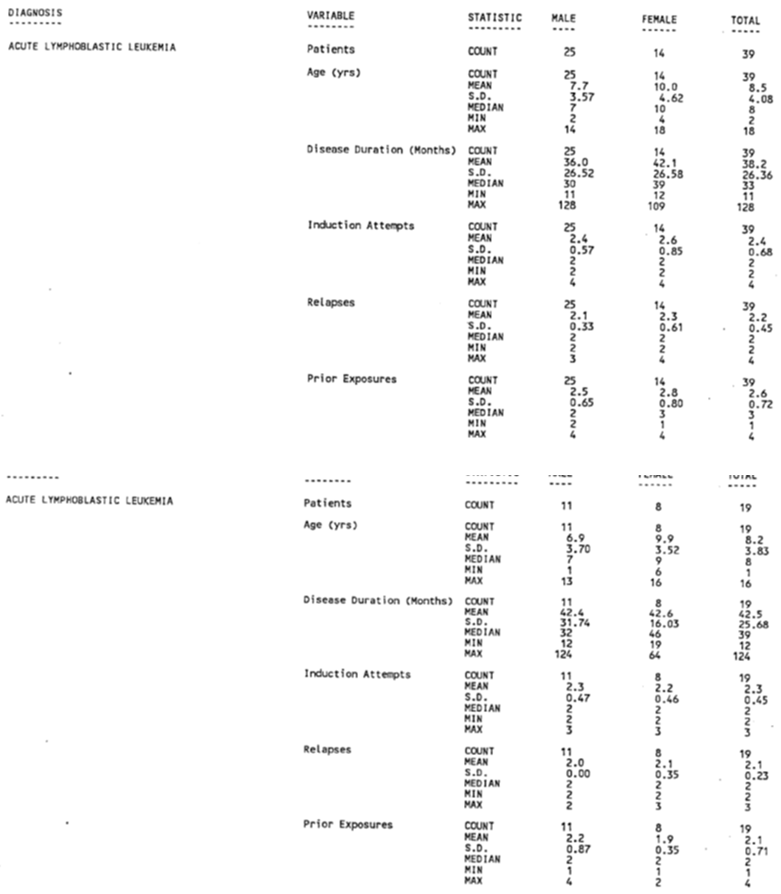 DIAGNOSIS VARIABLE STATISTIC MALE FEMALE TOTAL
--------- -------- --------- ---- ------ -----
ACUTE LYMPHOBLASTIC LEUKEMIA Patients COUNT 25 14 39
Age (yrs) COUNT 25 14 39
MEAN 7.7 10.0 8.5
S.D. 3.57 4.62 4.08
MEDIAN 7 10 8
MIN 2 4 2
MAX 14 18 18
Disease Duration (Months) COUNT 25 14 39
MEAN 36.0 42.1 38.2
S.D. 26.52 26.58 26.36
MEDIAN 30 39 33
MIN 11 12 11
MAX 128 109 128
Induction Attempts COUNT 25 14 39
MEAN 2.4 2.6 2.4
S.D. 0.57 0.85 0.68
MEDIAN 2 2 2
MIN 2 2 2
MAX 4 4 4
Relapses COUNT 25 14 39
MEAN 2.1 2.3 2.2
S.D. 0.33 0.61 0.45
MEDIAN 2 2 2
MIN 2 2 2
MAX 3 4 4
Prior Exposures COUNT 25 14 39
MEAN 2.5 2.8 2.6
S.D. 0.65 0.80 0.72
MEDIAN 2 3 3
MIN 2 1 1
MAX 4 4 4
--------- -------- --------- ---- ------ -----
ACUTE LYMPHOBLASTIC LEUKEMIA Patients COUNT 11 8 19
Age (yrs) COUNT 11 8 19
MEAN 6.9 9.9 8.2
S.D. 3.70 3.52 3.83
MEDIAN 7 9 8
MIN 1 6 1
MAX 13 16 16
Disease Duration (Months) COUNT 11 8 19
MEAN 42.4 42.6 42.5
S.D. 31.74 16.03 25.68
MEDIAN 32 46 39
MIN 12 19 12
MAX 124 64 124
Induction Attempts COUNT 11 8 19
MEAN 2.3 2.2 2.3
S.D. 0.47 0.46 0.45
MEDIAN 2 2 2
MIN 2 2 2
MAX 3 3 3
Relapses COUNT 11 8 19
MEAN 2.0 2.1 2.1
S.D. 0.00 0.35 0.23
MEDIAN 2 2 2
MIN 2 2 2
MAX 2 3 3
Prior Exposures COUNT 11 8 19
MEAN 2.2 1.9 2.1
S.D. 0.87 0.35 0.71
MEDIAN 2 2 2
MIN 1 1 1
MAX 4 2 4